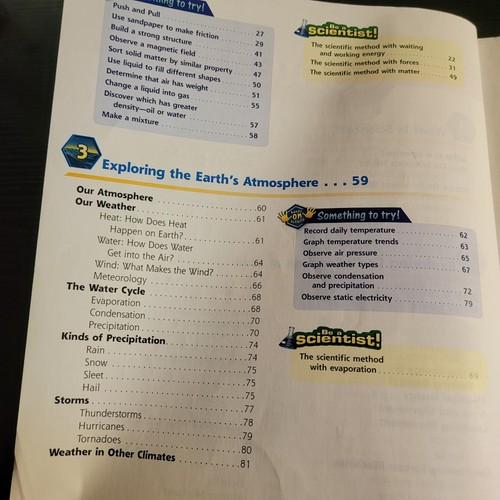 thing to try!
Push and Pull
Use sandpaper to make friction 27
Build a strong structure 29
Observe a magnetic field 41
Sort solid matter by similar property 43
Use liquid to fill different shapes 47
Determine that air has weight 50
Change a liquid into gas 51
Discover which has greater 55
density—oil or water
Make a mixture 57
58
Be a
Scientist!
The scientific method with waiting
and working energy 22
The scientific method with forces 31
The scientific method with matter 49
3 Exploring the Earth's Atmosphere . . . 59
Our Atmosphere 60
Our Weather 61
Heat: How Does Heat
Happen on Earth? 61
Water: How Does Water
Get into the Air? 64
Wind: What Makes the Wind? 64
Meteorology 66
The Water Cycle 68
Evaporation 68
Condensation 70
Precipitation 70
Kinds of Precipitation 74
Rain 74
Snow 75
Sleet 75
Hail 75
Storms 77
Thunderstorms 78
Hurricanes 79
Tornadoes 80
Weather in Other Climates 81
Something to try!
Record daily temperature 62
Graph temperature trends 63
Observe air pressure 65
Graph weather types 67
Observe condensation
and precipitation 72
Observe static electricity 79
Be a
Scientist!
The scientific method
with evaporation 69